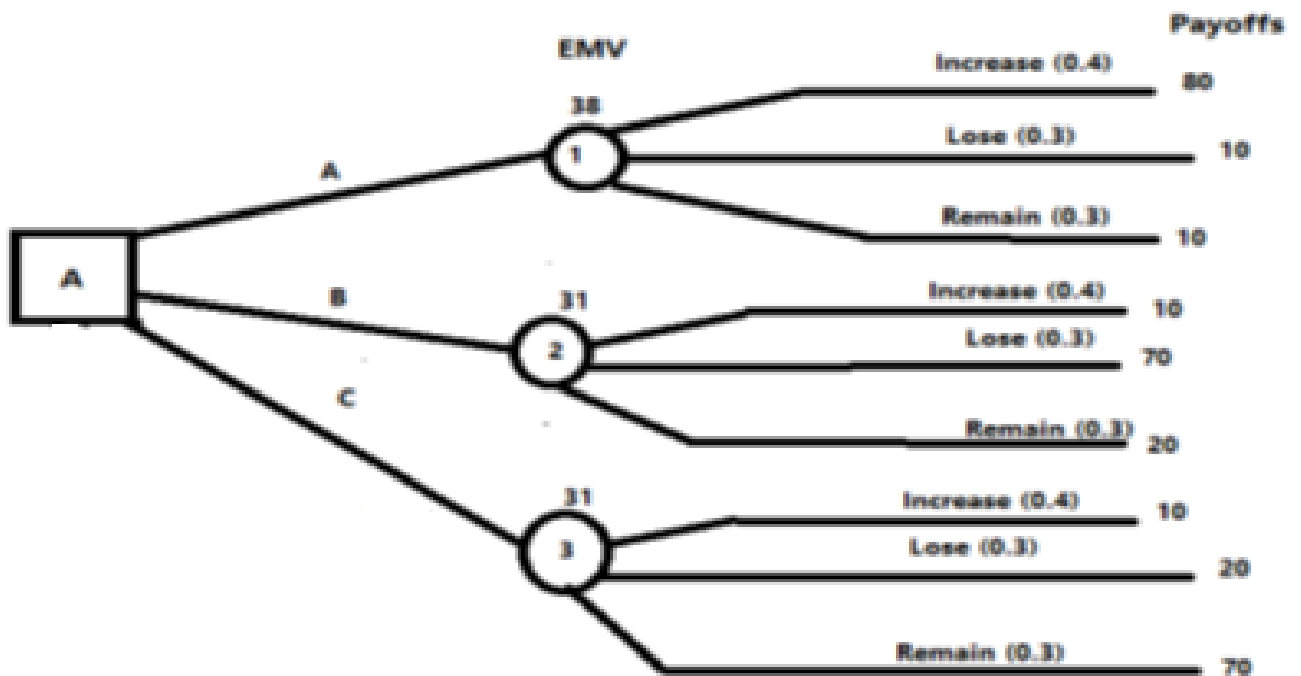 Payoffs
EMV
Increase (0.4)
80
38
Lose (0.3)
10
1
A
Remain (0.3)
10
A
B
31
Increase (0.4)
10
Lose (0.3)
70
2
C
Remain (0.3)
20
31
Increase (0.4)
10
Lose (0.3)
20
3
Remain (0.3)
70